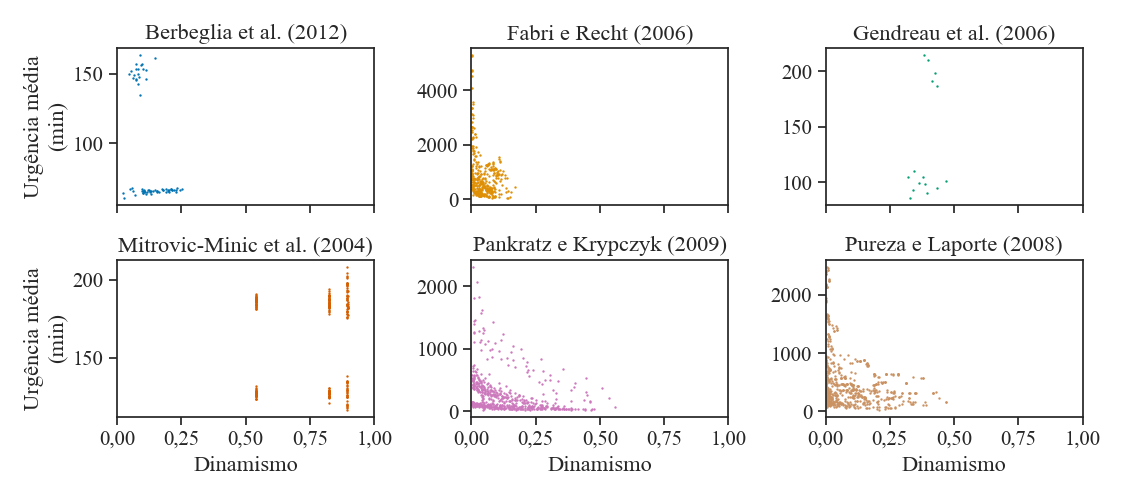 Berbeglia et al. (2012)
Fabri e Recht (2006)
Gendreau et al. (2006)
Urgência média
(min)
150
100
4000
2000
0
200
150
100
Mitrovic-Minic et al. (2004)
Pankratz e Krypczyk (2009)
Pureza e Laporte (2008)
Urgência média
(min)
200
150
2000
1000
0
2000
1000
0
0,00 0,25 0,50 0,75 1,00
0,00 0,25 0,50 0,75 1,00
0,00 0,25 0,50 0,75 1,00
Dinamismo
Dinamismo
Dinamismo